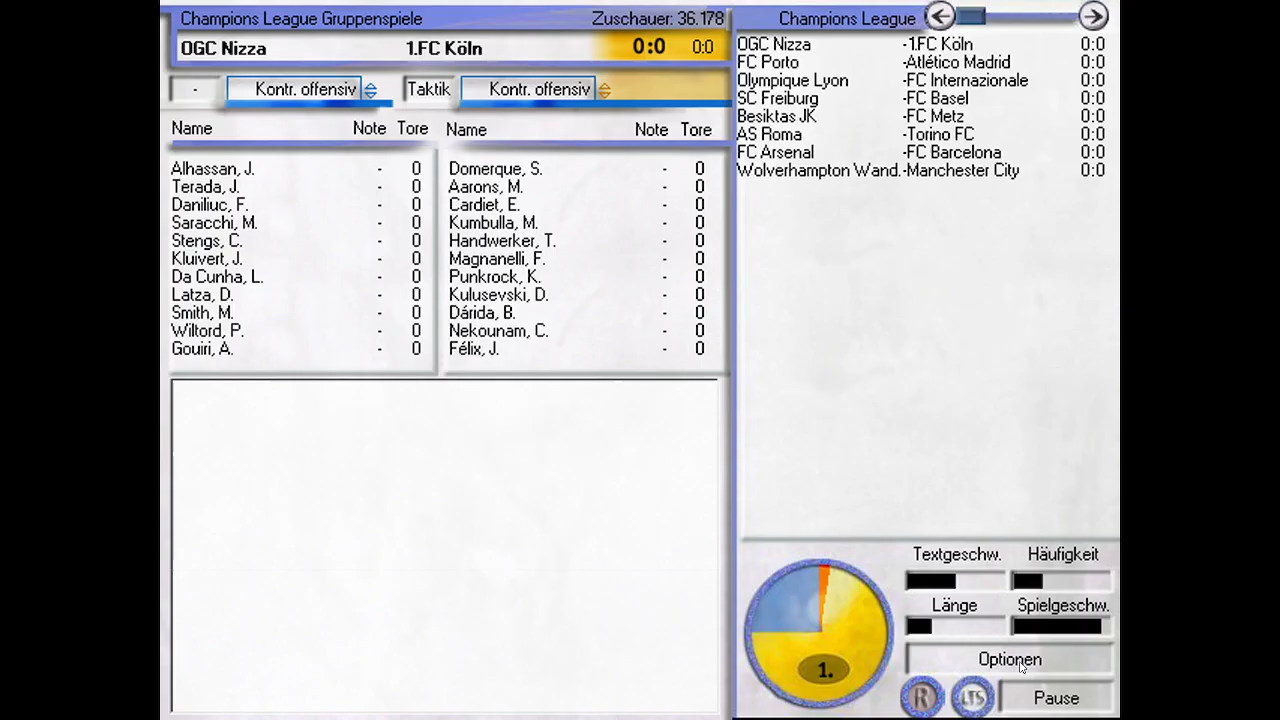 Champions League Gruppenspiele Zuschauer: 36.178
OGC Nizza 1.FC Köln 0:0 0:0
- Kontr. offensiv Taktik Kontr. offensiv
Name Note Tore Name Note Tore
Alhassan, J. - 0 Domerque, S. - 0
Terada, J. - 0 Aarons, M. - 0
Daniliuc, F. - 0 Cardiet, E. - 0
Saracchi, M. - 0 Kumbulla, M. - 0
Stengs, C. - 0 Handwerker, T. - 0
Kluivert, J. - 0 Magnanelli, F. - 0
Da Cunha, L. - 0 Punkrock, K. - 0
Latza, D. - 0 Kulusevski, D. - 0
Smith, M. - 0 Dárida, B. - 0
Wiltord, P. - 0 Nekounam, C. - 0
Gouiri, A. - 0 Félix, J. - 0
Champions League
OGC Nizza -1.FC Köln 0:0
FC Porto -Atlético Madrid 0:0
Olympique Lyon -FC Internazionale 0:0
SC Freiburg -FC Basel 0:0
Besiktas JK -FC Metz 0:0
AS Roma -Torino FC 0:0
FC Arsenal -FC Barcelona 0:0
Wolverhampton Wand.-Manchester City 0:0
Textgeschw. Häufigkeit
Länge Spielgeschw.
1.
Optionen
R LTS Pause